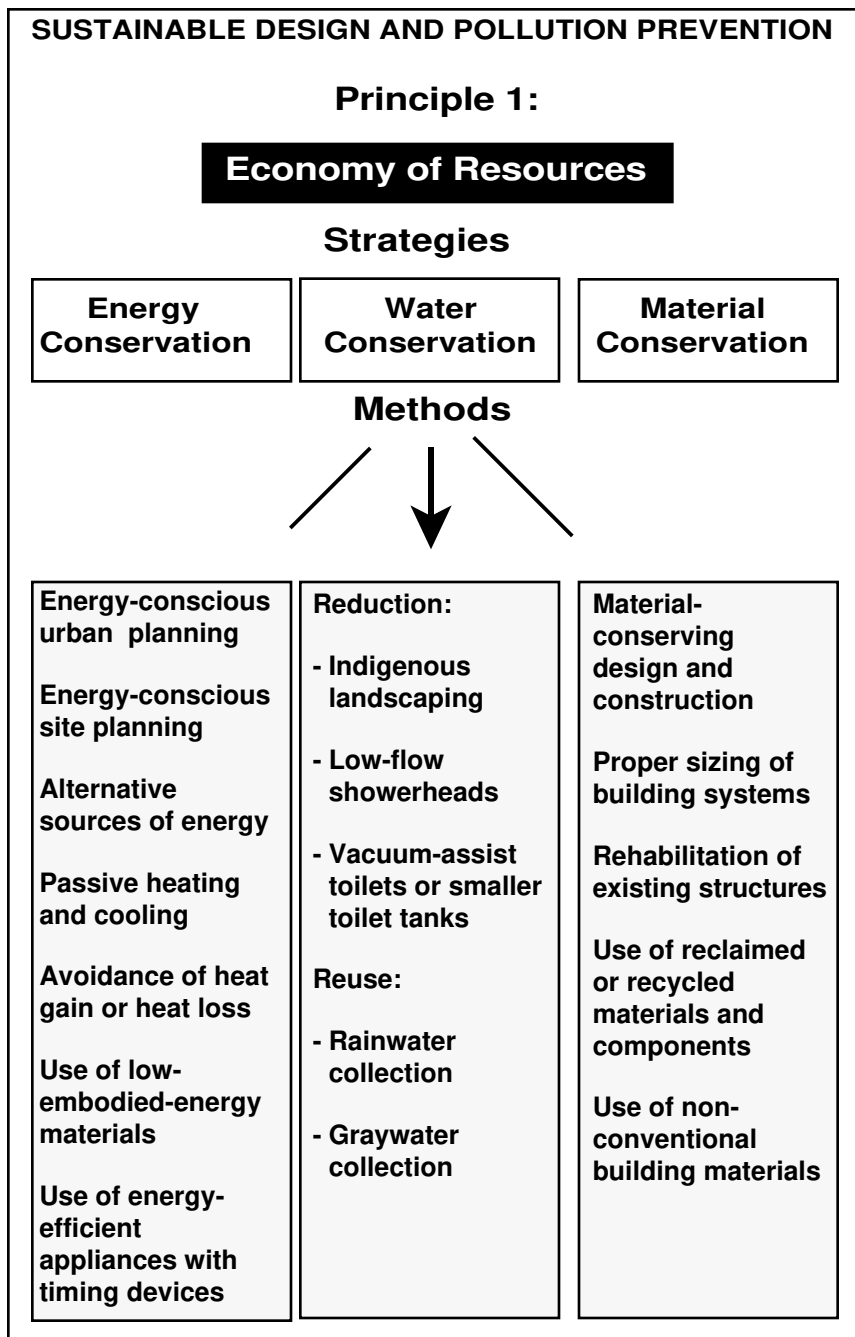 SUSTAINABLE DESIGN AND POLLUTION PREVENTION
Principle 1:
Economy of Resources
Strategies
Energy
Conservation
Water
Conservation
Material
Conservation
Methods
Energy-conscious
urban planning
Energy-conscious
site planning
Alternative
sources of energy
Passive heating
and cooling
Avoidance of heat
gain or heat loss
Use of low-
embodied-energy
materials
Use of energy-
efficient
appliances with
timing devices
Reduction:
- Indigenous
landscaping
- Low-flow
showerheads
- Vacuum-assist
toilets or smaller
toilet tanks
Reuse:
- Rainwater
collection
- Graywater
collection
Material-
conserving
design and
construction
Proper sizing of
building systems
Rehabilitation of
existing structures
Use of reclaimed
or recycled
materials and
components
Use of non-
conventional
building materials